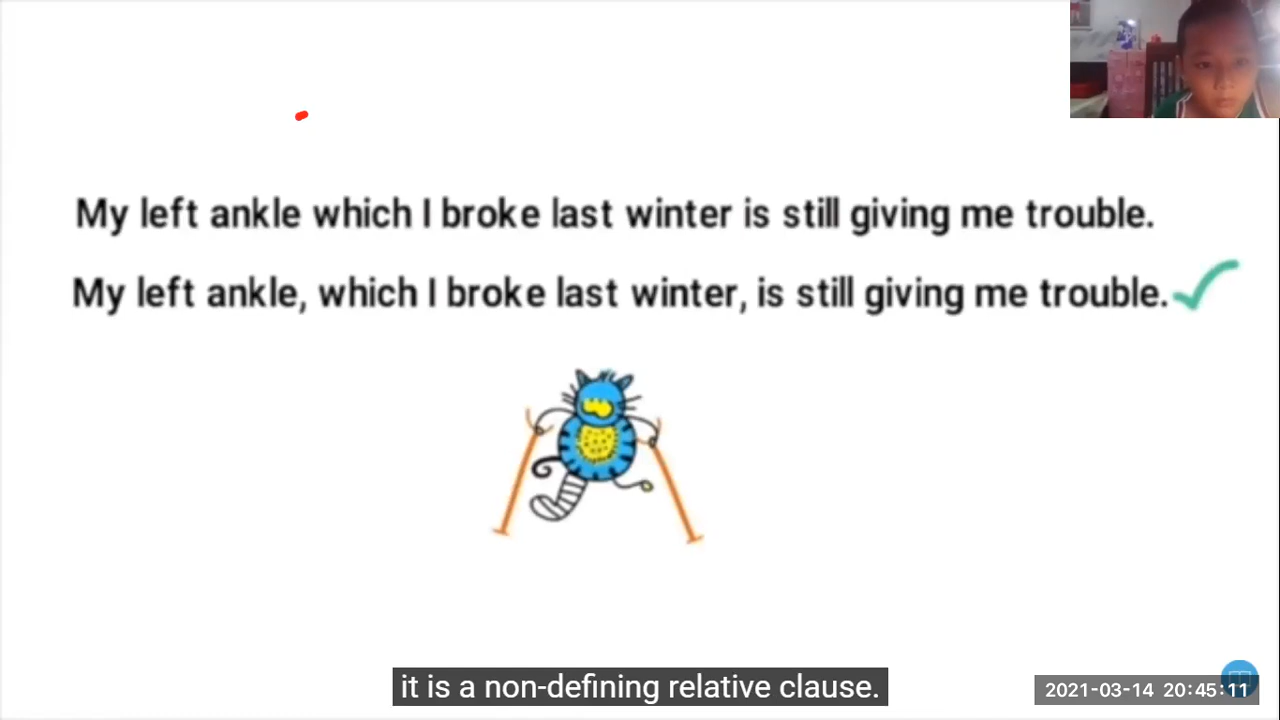 My left ankle which I broke last winter is still giving me trouble.
My left ankle, which I broke last winter, is still giving me trouble.
it is a non-defining relative clause.
2021-03-14 20:45:11